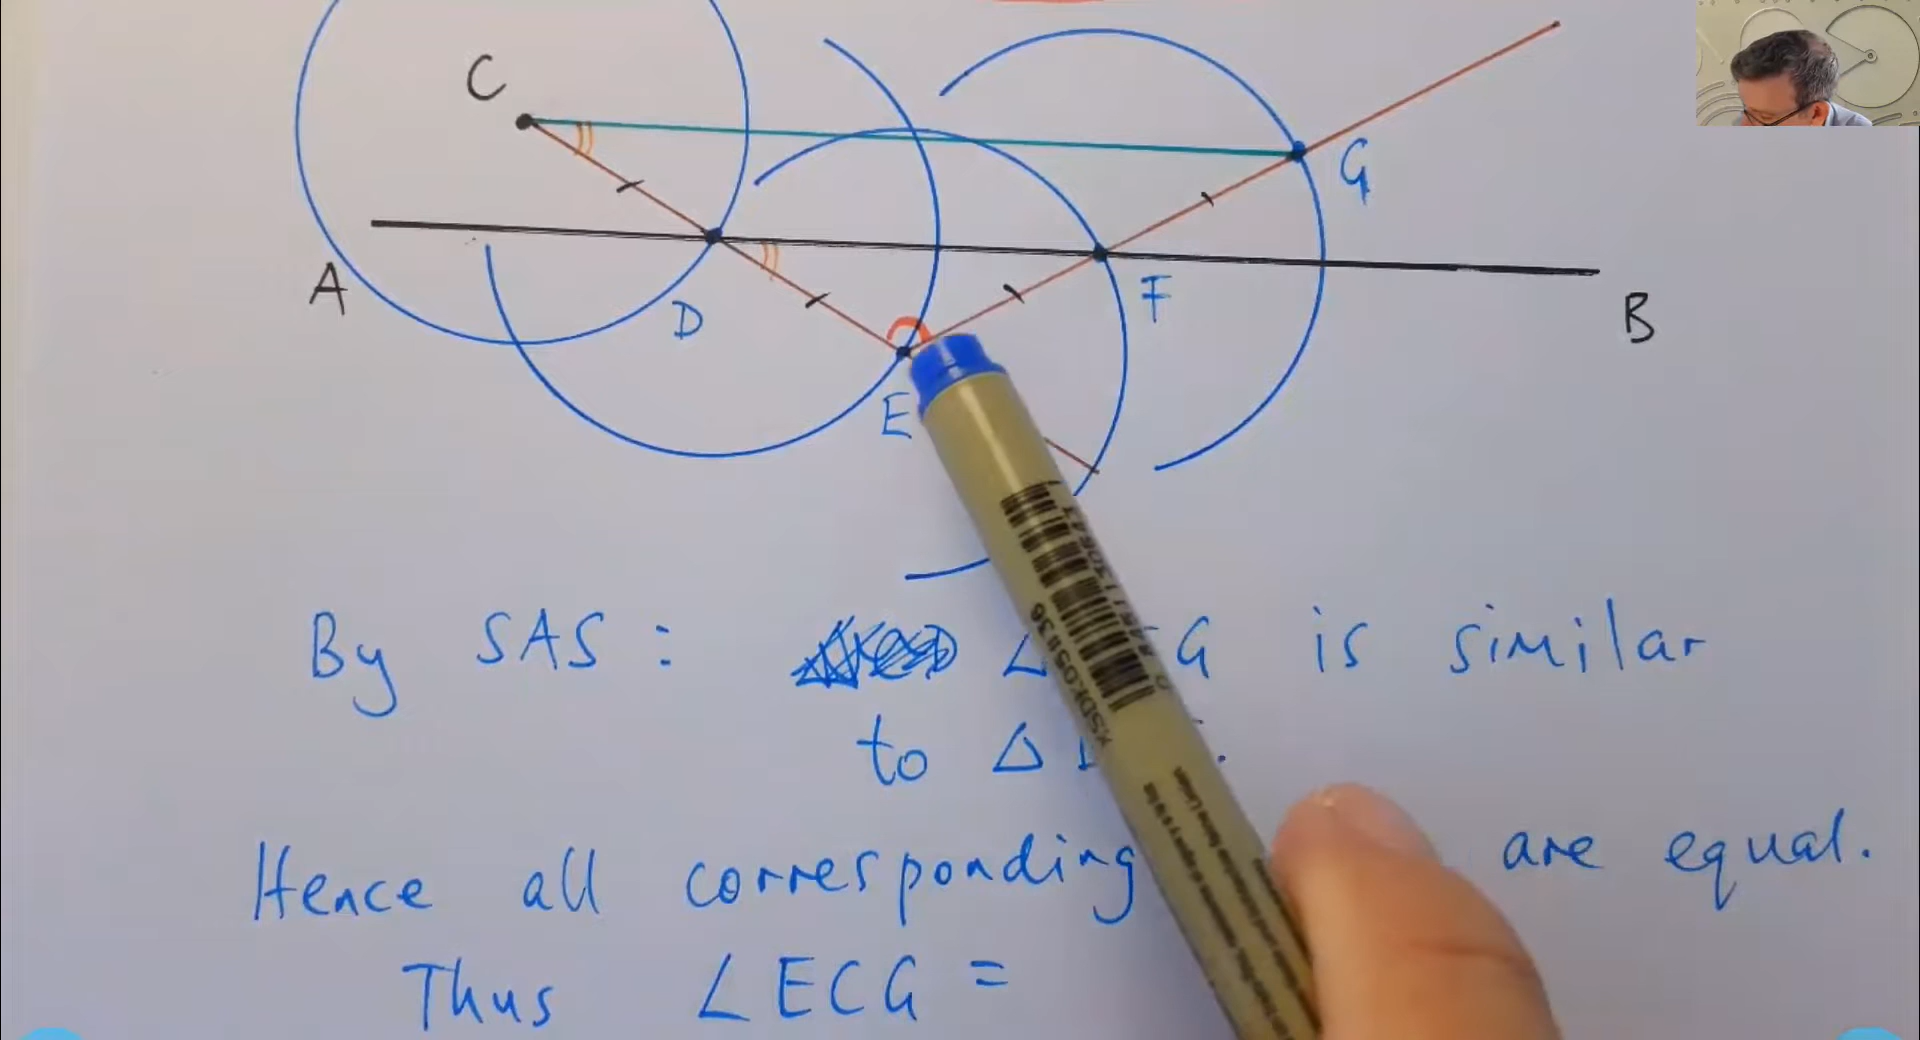 C
G
A
D
F
B
E
By SAS: G is similar
to Δ
Hence all corresponding are equal.
Thus ∠ECG =